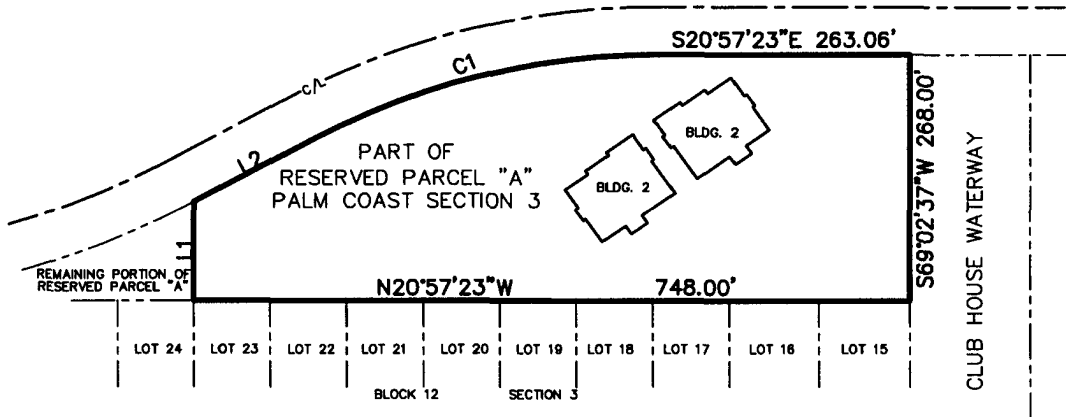 S20°57'23"E 263.06'
C1
C/L
L2
BLDG. 2
PART OF
RESERVED PARCEL "A"
PALM COAST SECTION 3
BLDG. 2
S69°02'37"W 268.00'
CLUB HOUSE WATERWAY
L1
REMAINING PORTION OF
RESERVED PARCEL "A"
N20°57'23"W 748.00'
LOT 24 LOT 23 LOT 22 LOT 21 LOT 20 LOT 19 LOT 18 LOT 17 LOT 16 LOT 15
BLOCK 12 SECTION 3